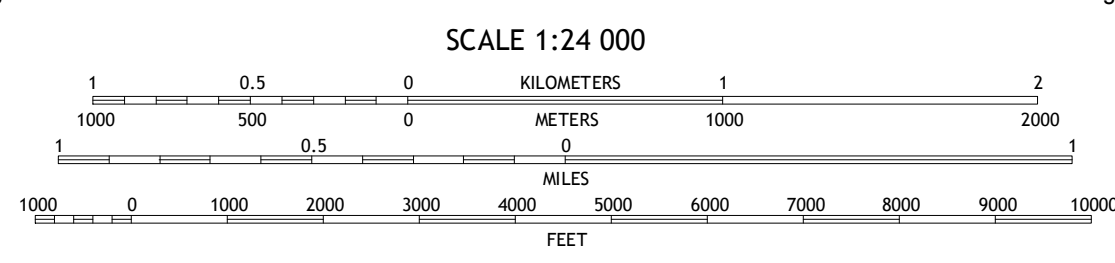 SCALE 1:24 000
1 0.5 0 KILOMETERS 1 2
1000 500 0 METERS 1000 2000
1 0.5 0 1
MILES
1000 0 1000 2000 3000 4000 5000 6000 7000 8000 9000 10000
FEET